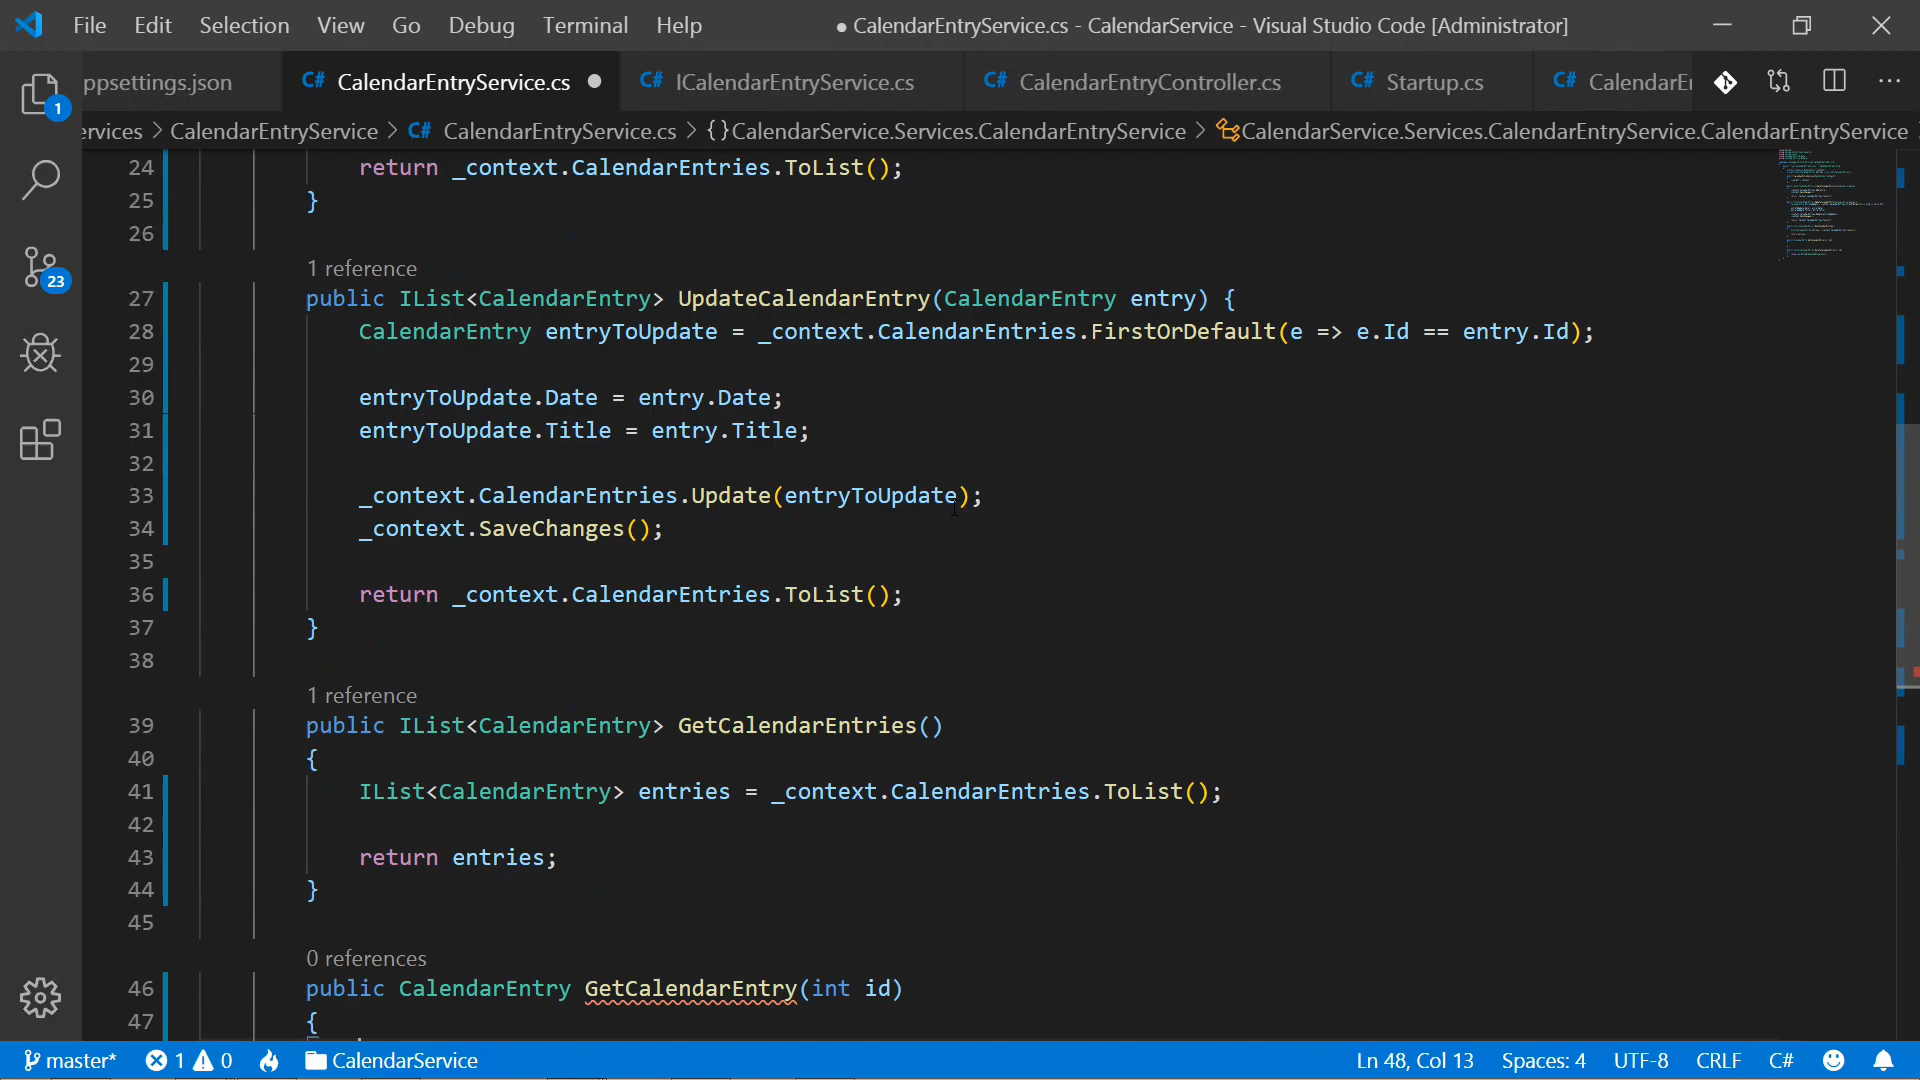 File Edit Selection View Go Debug Terminal Help ● CalendarEntryService.cs - CalendarService - Visual Studio Code [Administrator]
ppsettings.json C# CalendarEntryService.cs C# ICalendarEntryService.cs C# CalendarEntryController.cs C# Startup.cs C# CalendarEr
ervices > CalendarEntryService > C# CalendarEntryService.cs > {} CalendarService.Services.CalendarEntryService > CalendarService.Services.CalendarEntryService.CalendarEntryService
1
23
24 return _context.CalendarEntries.ToList();
25 }
26
1 reference
27 public IList<CalendarEntry> UpdateCalendarEntry(CalendarEntry entry) {
28 CalendarEntry entryToUpdate = _context.CalendarEntries.FirstOrDefault(e => e.Id == entry.Id);
29
30 entryToUpdate.Date = entry.Date;
31 entryToUpdate.Title = entry.Title;
32
33 _context.CalendarEntries.Update(entryToUpdate);
34 _context.SaveChanges();
35
36 return _context.CalendarEntries.ToList();
37 }
38
1 reference
39 public IList<CalendarEntry> GetCalendarEntries()
40 {
41 IList<CalendarEntry> entries = _context.CalendarEntries.ToList();
42
43 return entries;
44 }
45
0 references
46 public CalendarEntry GetCalendarEntry(int id)
47 {
master* 1 0 CalendarService Ln 48, Col 13 Spaces: 4 UTF-8 CRLF C#